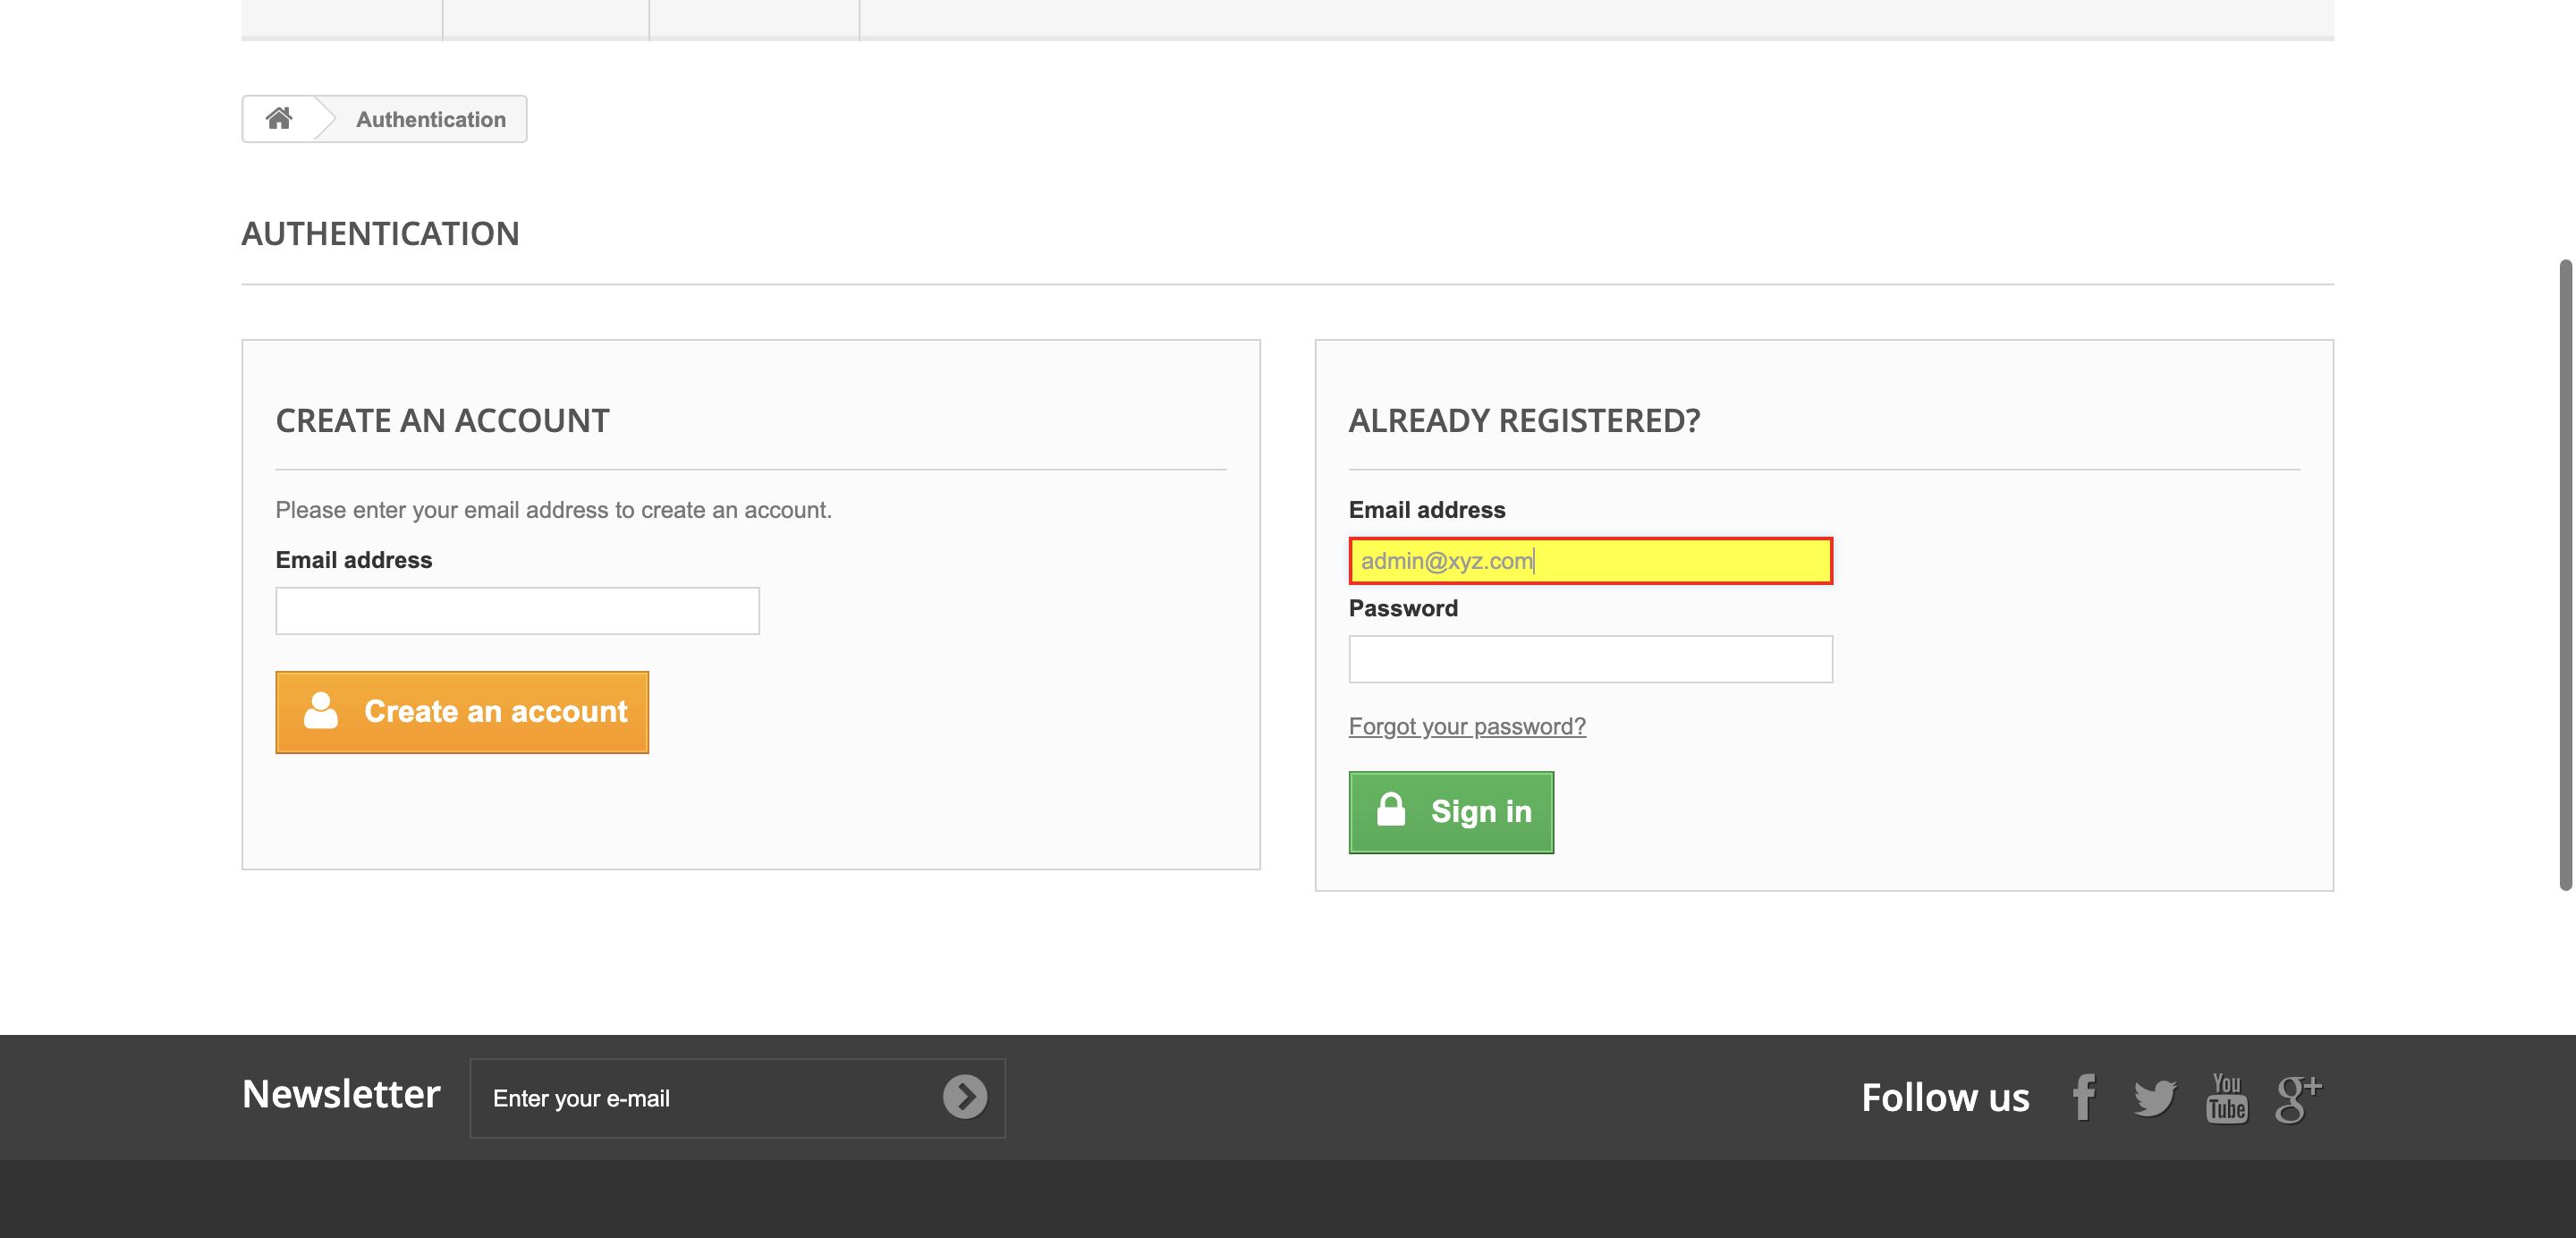 Authentication
AUTHENTICATION
CREATE AN ACCOUNT
Please enter your email address to create an account.
Email address
Create an account
ALREADY REGISTERED?
Email address
admin@xyz.com
Password
Forgot your password?
Sign in
Newsletter
Enter your e-mail
Follow us
f
You
Tube
g+